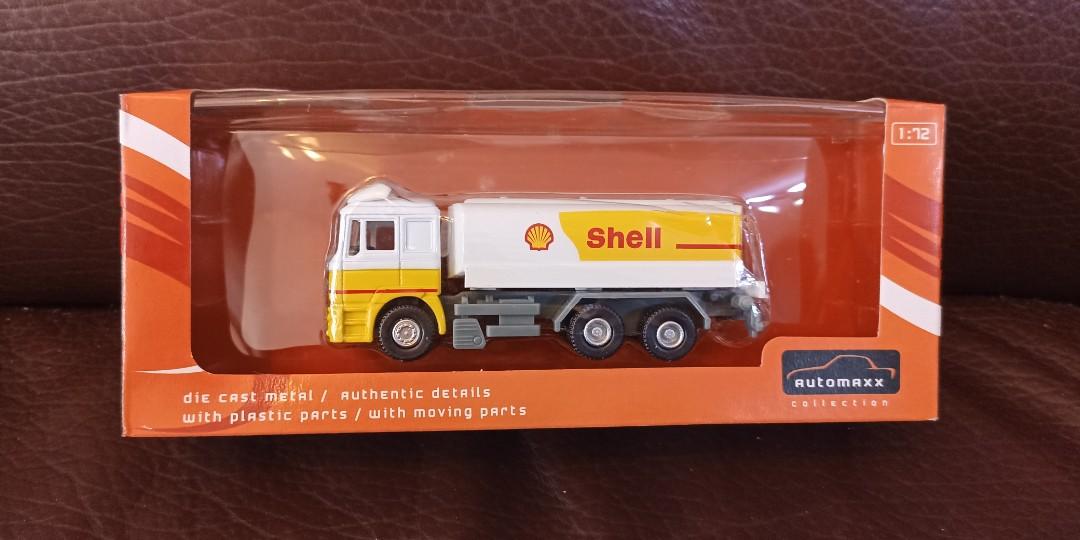 1:72
Shell
AUTOMAXX
collection
die cast metal / Authentic details
with plastic parts / with moving parts